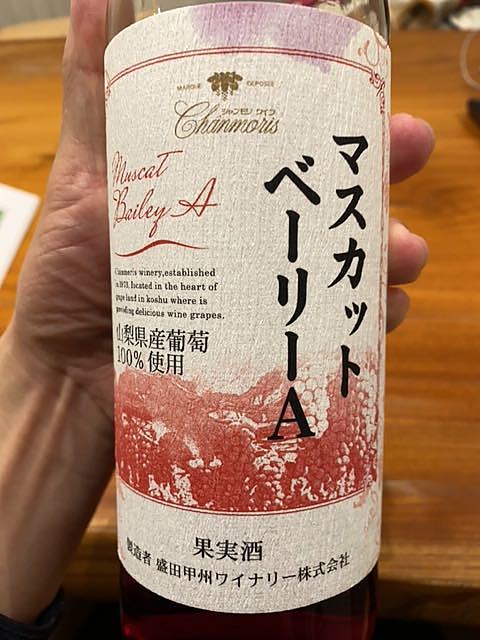 MARQUE DEPOSÉE
シャンモリ ワイン
Chanmoris
マスカット
ベーリーA
Muscat
Bailey A
Chanmoris winery,established
in 1973, located in the heart of
grape land in koshu where is
providing delicious wine grapes.
山梨県産葡萄
100%使用
果実酒
製造者 盛田甲州ワイナリー株式会社